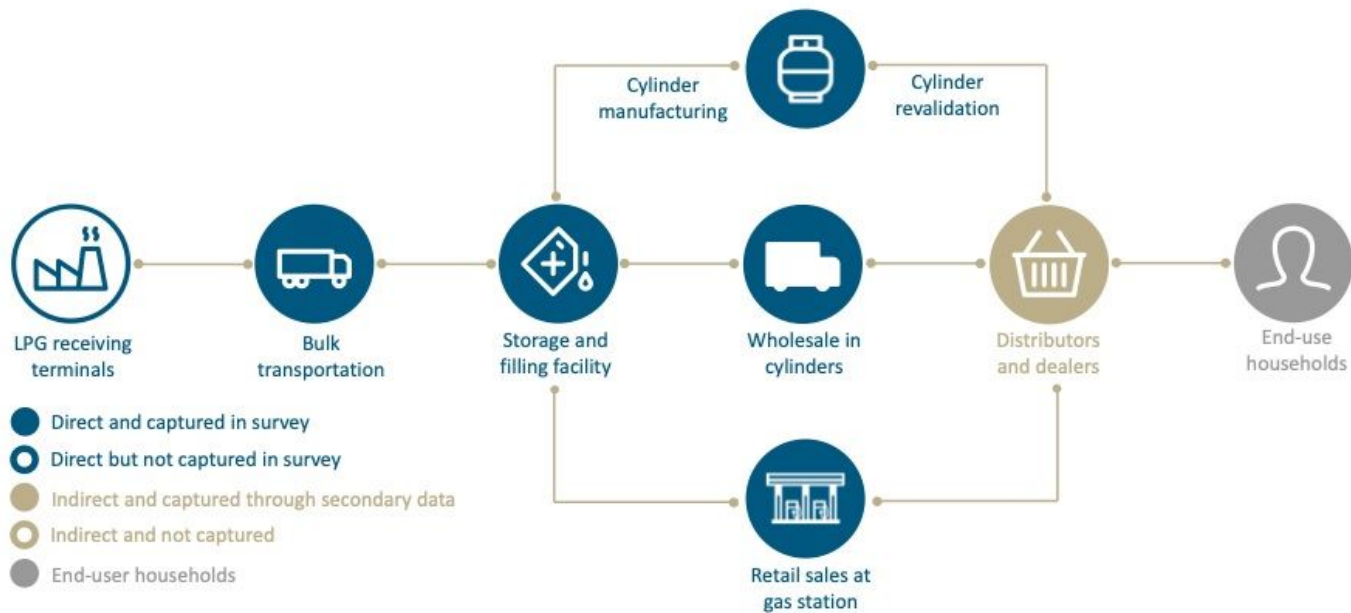 Cylinder
manufacturing
Cylinder
revalidation
LPG receiving
terminals
Bulk
transportation
Storage and
filling facility
Wholesale in
cylinders
Distributors
and dealers
End-use
households
Direct and captured in survey
Direct but not captured in survey
Indirect and captured through secondary data
Indirect and not captured
End-user households
Retail sales at
gas station